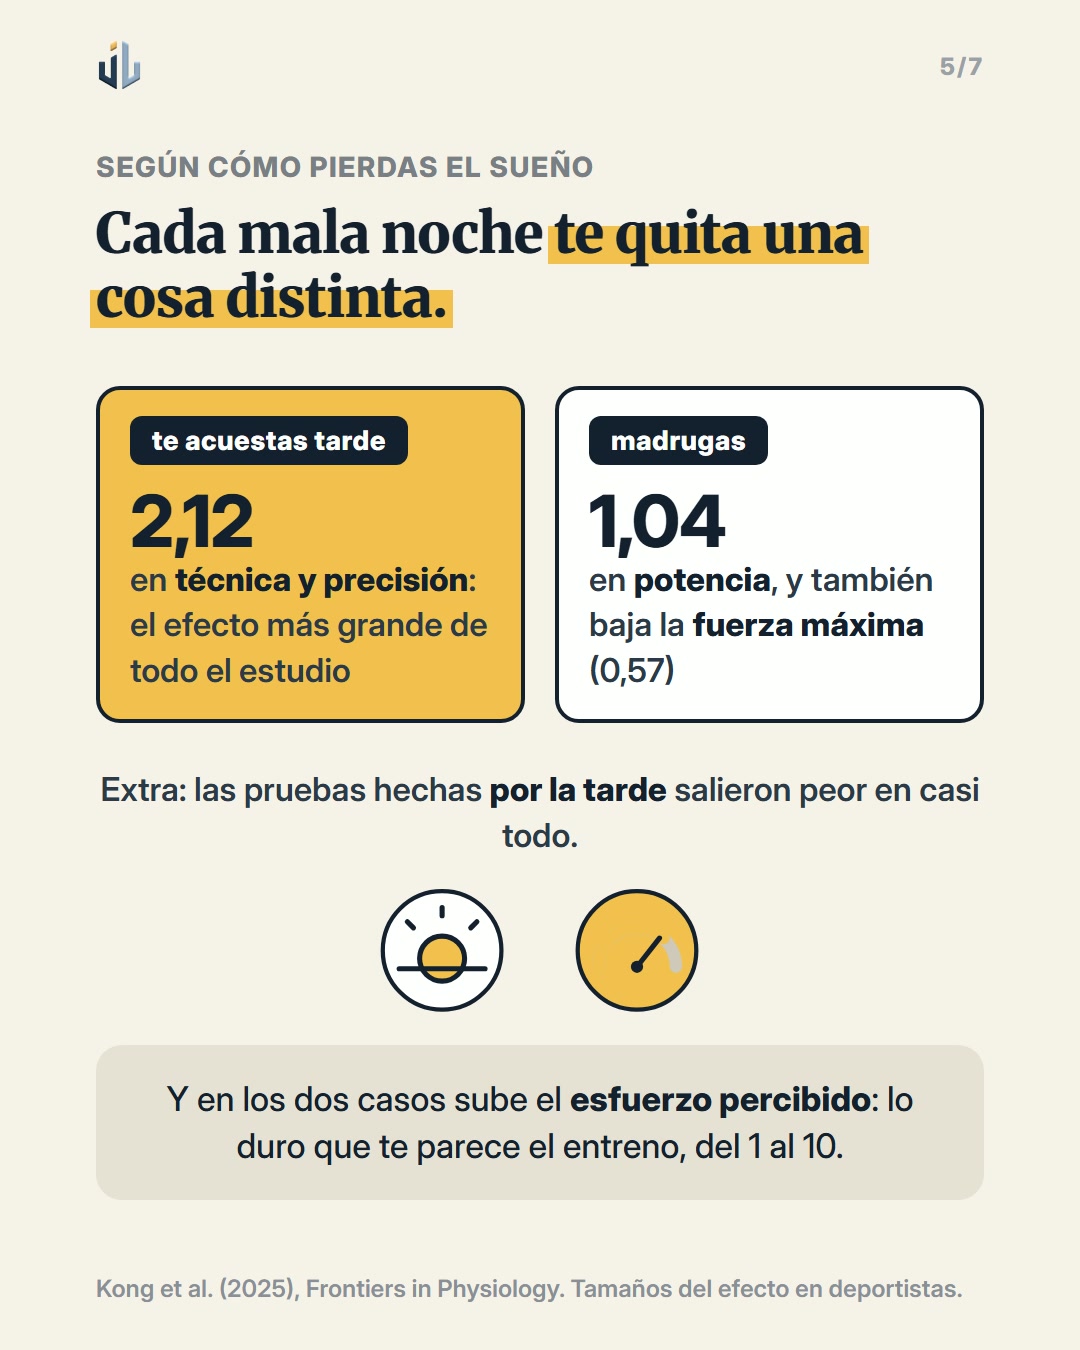 5/7
SEGÚN CÓMO PIERDAS EL SUEÑO
Cada mala noche te quita una
cosa distinta.
te acuestas tarde
2,12
en técnica y precisión:
el efecto más grande de
todo el estudio
madrugas
1,04
en potencia, y también
baja la fuerza máxima
(0,57)
Extra: las pruebas hechas por la tarde salieron peor en casi
todo.
Y en los dos casos sube el esfuerzo percibido: lo
duro que te parece el entreno, del 1 al 10.
Kong et al. (2025), Frontiers in Physiology. Tamaños del efecto en deportistas.